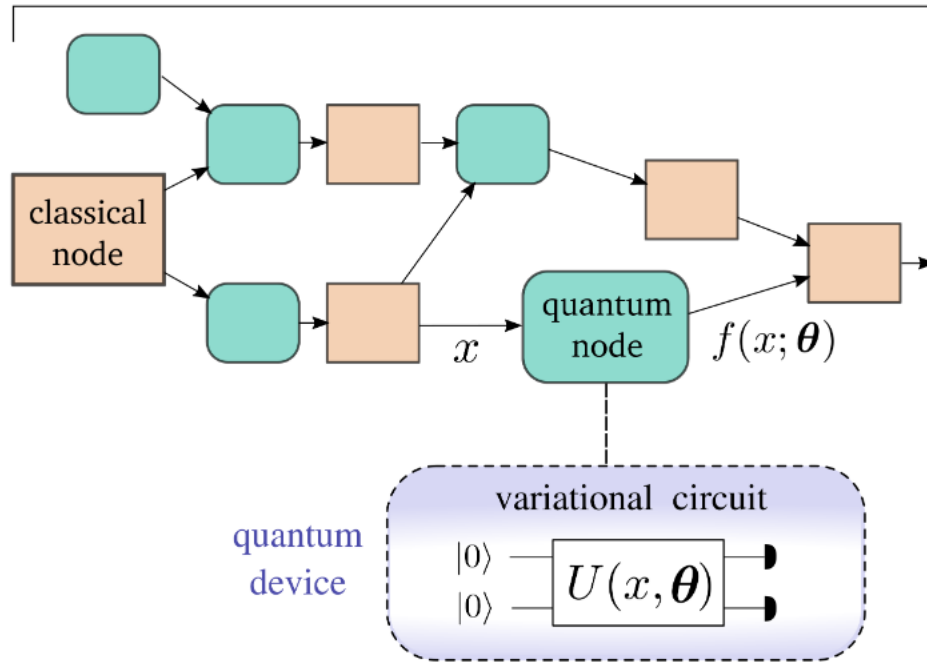 classical
node
quantum
node
x
f(x; θ)
variational circuit
quantum
device
|0⟩
|0⟩
U(x, θ)